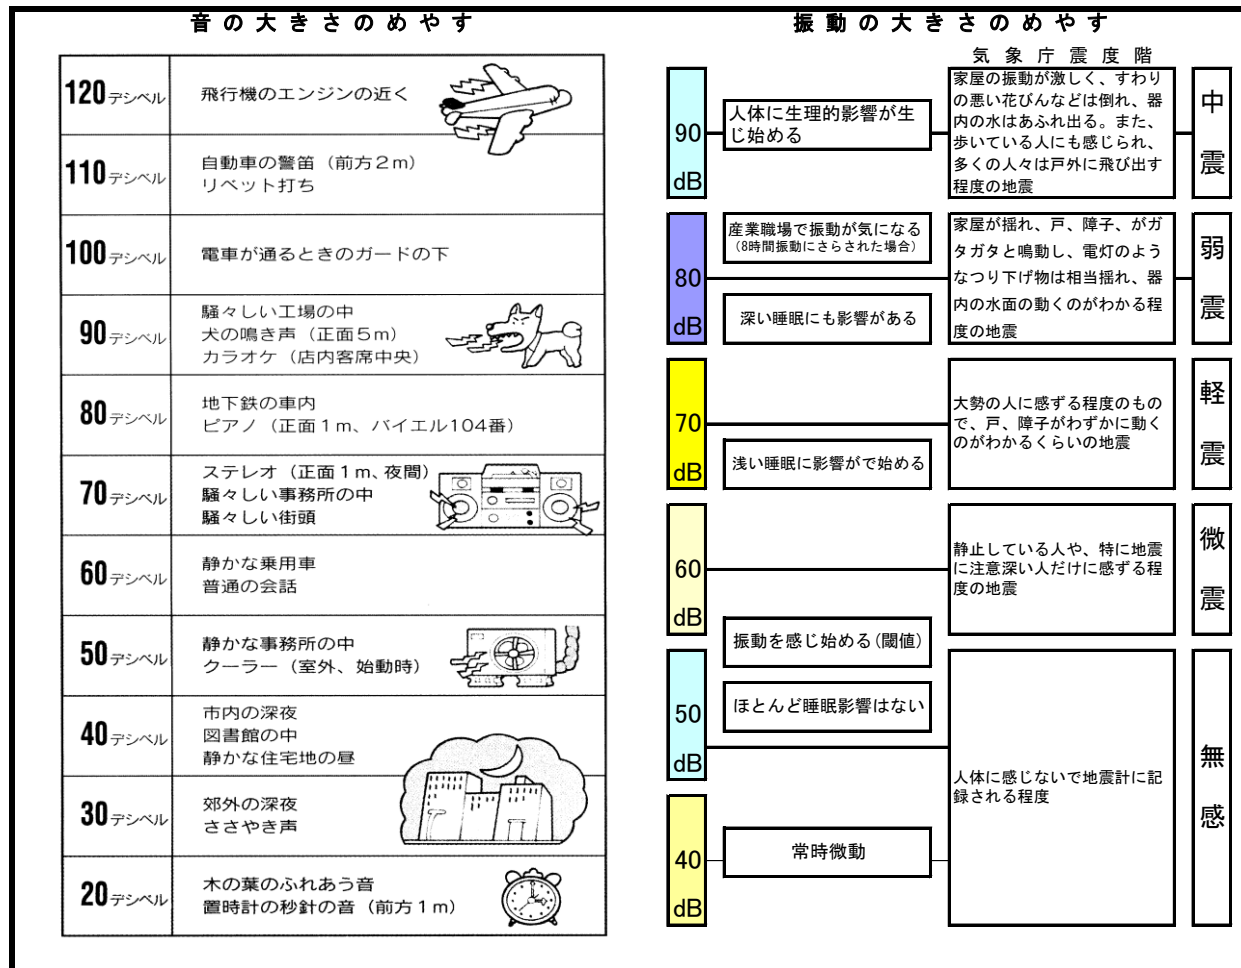 音の大きさのめやす
120デシベル
飛行機のエンジンの近く
110デシベル
自動車の警笛（前方２ｍ）
リベット打ち
100デシベル
電車が通るときのガードの下
90デシベル
騒々しい工場の中
犬の鳴き声（正面５ｍ）
カラオケ（店内客席中央）
80デシベル
地下鉄の車内
ピアノ（正面１ｍ、バイエル104番）
70デシベル
ステレオ（正面１ｍ、夜間）
騒々しい事務所の中
騒々しい街頭
60デシベル
静かな乗用車
普通の会話
50デシベル
静かな事務所の中
クーラー（室外、始動時）
40デシベル
市内の深夜
図書館の中
静かな住宅地の昼
30デシベル
郊外の深夜
ささやき声
20デシベル
木の葉のふれあう音
置時計の秒針の音（前方１ｍ）
振動の大きさのめやす
気象庁震度階
90
dB
人体に生理的影響が生
じ始める
家屋の振動が激しく、すわり
の悪い花びんなどは倒れ、器
内の水はあふれ出る。また、
歩いている人にも感じられ、
多くの人々は戸外に飛び出す
程度の地震
中震
80
dB
産業職場で振動が気になる
（8時間振動にさらされた場合）
深い睡眠にも影響がある
家屋が揺れ、戸、障子、がガ
タガタと鳴動し、電灯のよう
なつり下げ物は相当揺れ、器
内の水面の動くのがわかる程
度の地震
弱震
70
dB
浅い睡眠に影響がで始める
大勢の人に感ずる程度のもの
で、戸、障子がわずかに動く
のがわかるくらいの地震
軽震
60
dB
静止している人や、特に地震
に注意深い人だけに感ずる程
度の地震
微震
振動を感じ始める（閾値）
50
dB
ほとんど睡眠影響はない
人体に感じないで地震計に記
録される程度
無感
40
dB
常時微動